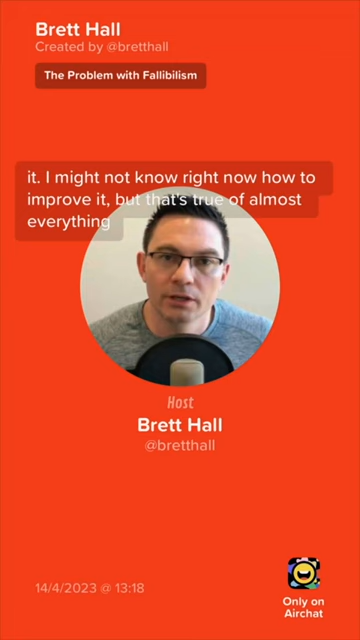 Brett Hall
Created by @bretthall
The Problem with Fallibilism
it. I might not know right now how to
improve it, but that's true of almost
everything
Host
Brett Hall
@bretthall
14/4/2023 @ 13:18
Only on
Airchat